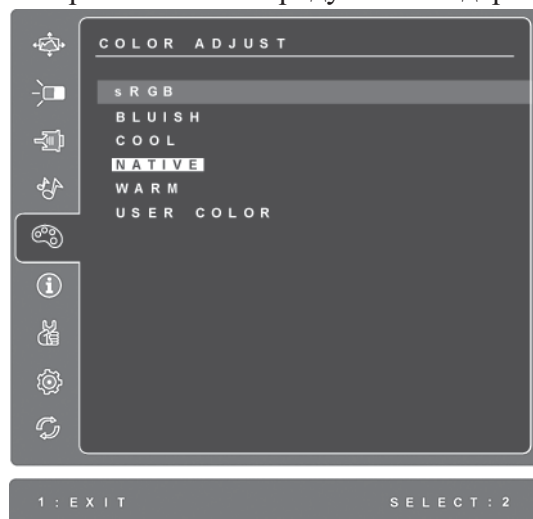 COLOR ADJUST
sRGB
BLUISH
COOL
NATIVE
WARM
USER COLOR
1:EXIT SELECT:2